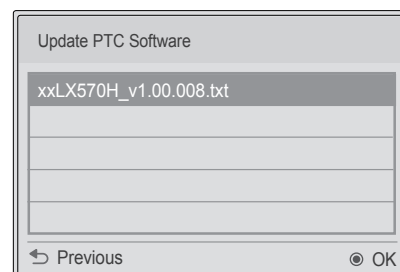 Update PTC Software
xxLX570H_v1.00.008.txt
Previous
OK